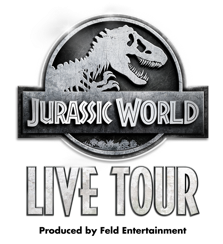 JURASSIC WORLD
LIVE TOUR
Produced by Feld Entertainment